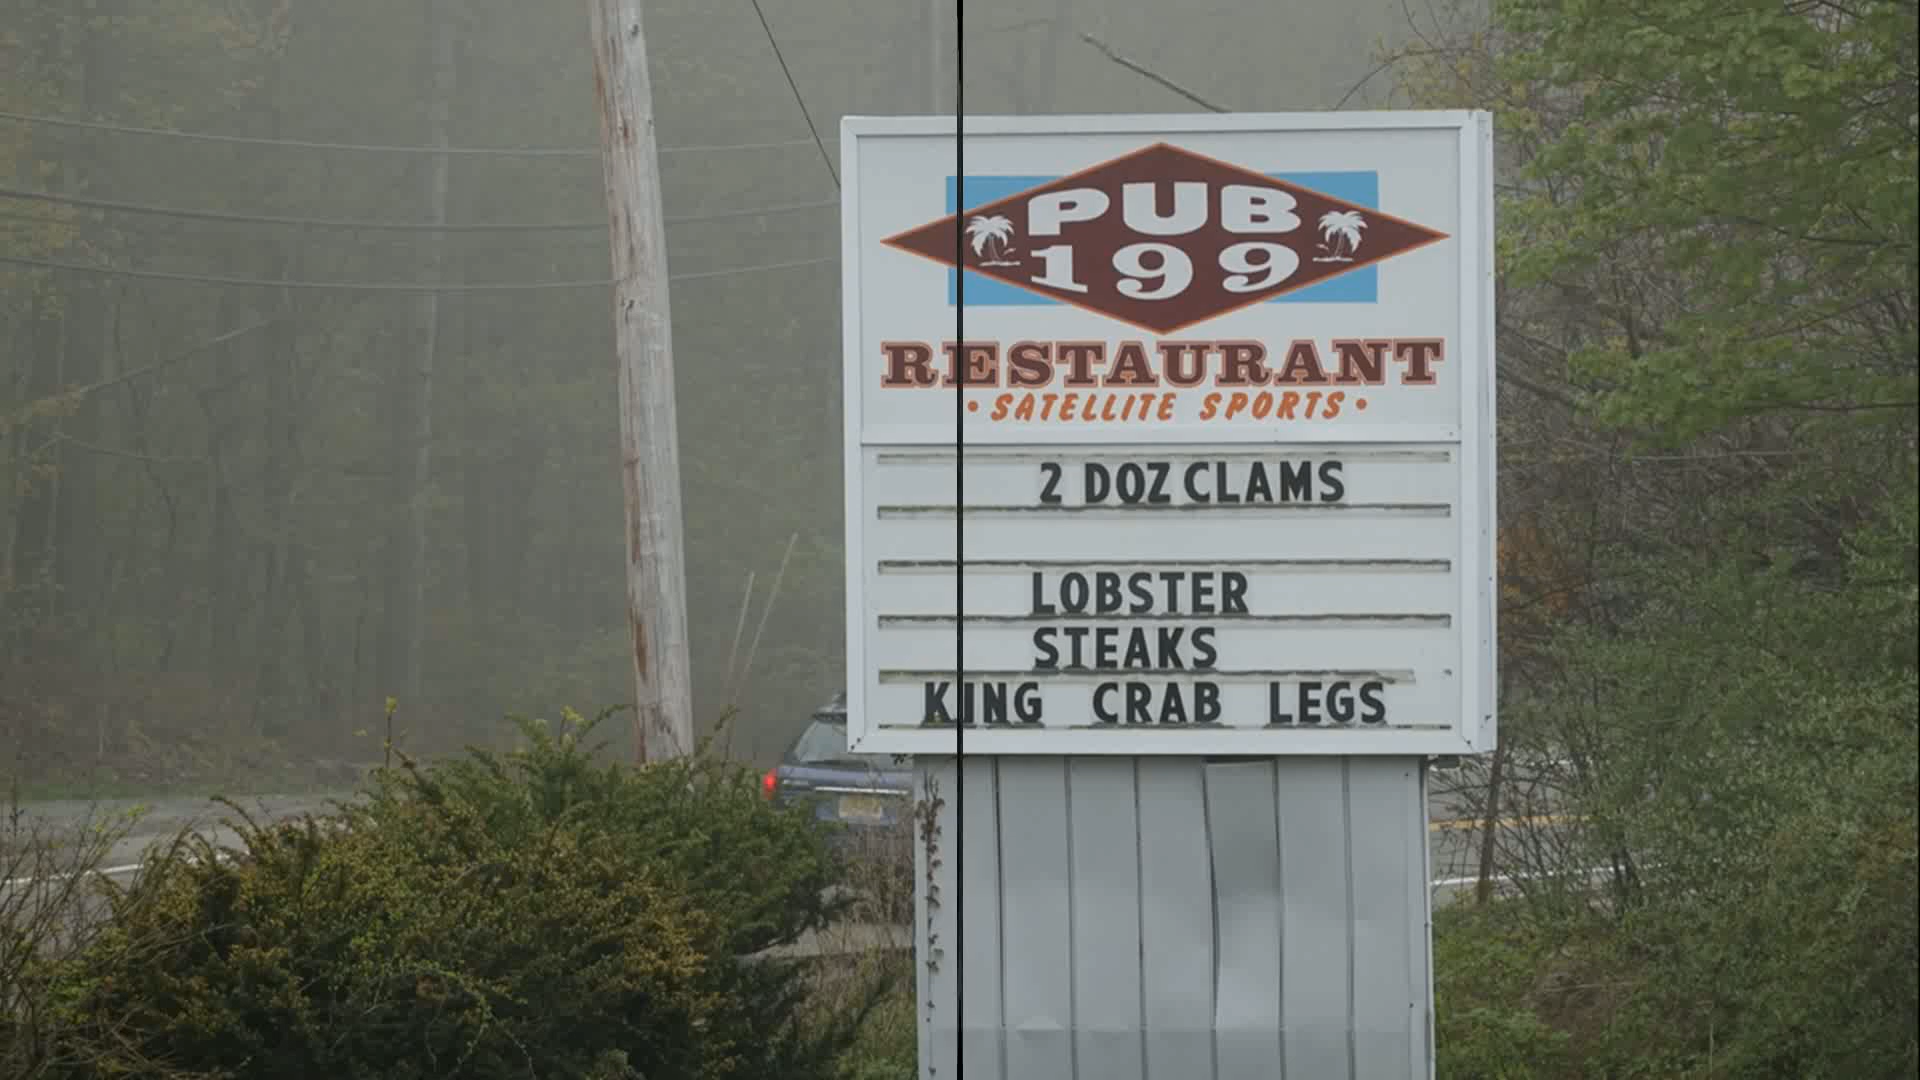 PUB
199
RESTAURANT
• SATELLITE SPORTS •
2 DOZ CLAMS
LOBSTER
STEAKS
KING CRAB LEGS